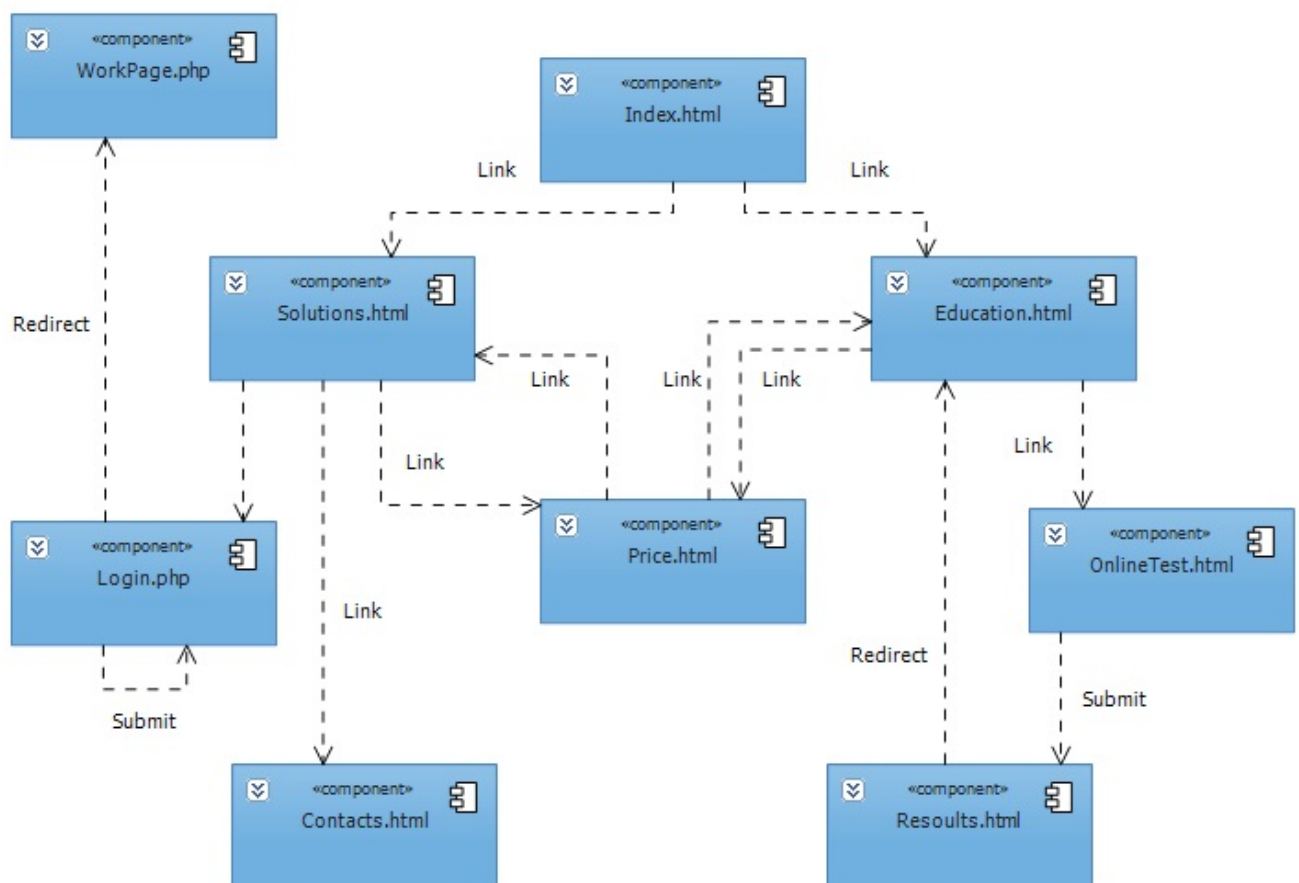 «component»
WorkPage.php
«component»
Index.html
Link
Link
«component»
Solutions.html
«component»
Education.html
Redirect
Link
Link
Link
Link
Link
«component»
Login.php
«component»
Price.html
«component»
OnlineTest.html
Link
Redirect
Submit
Submit
«component»
Contacts.html
«component»
Resoults.html